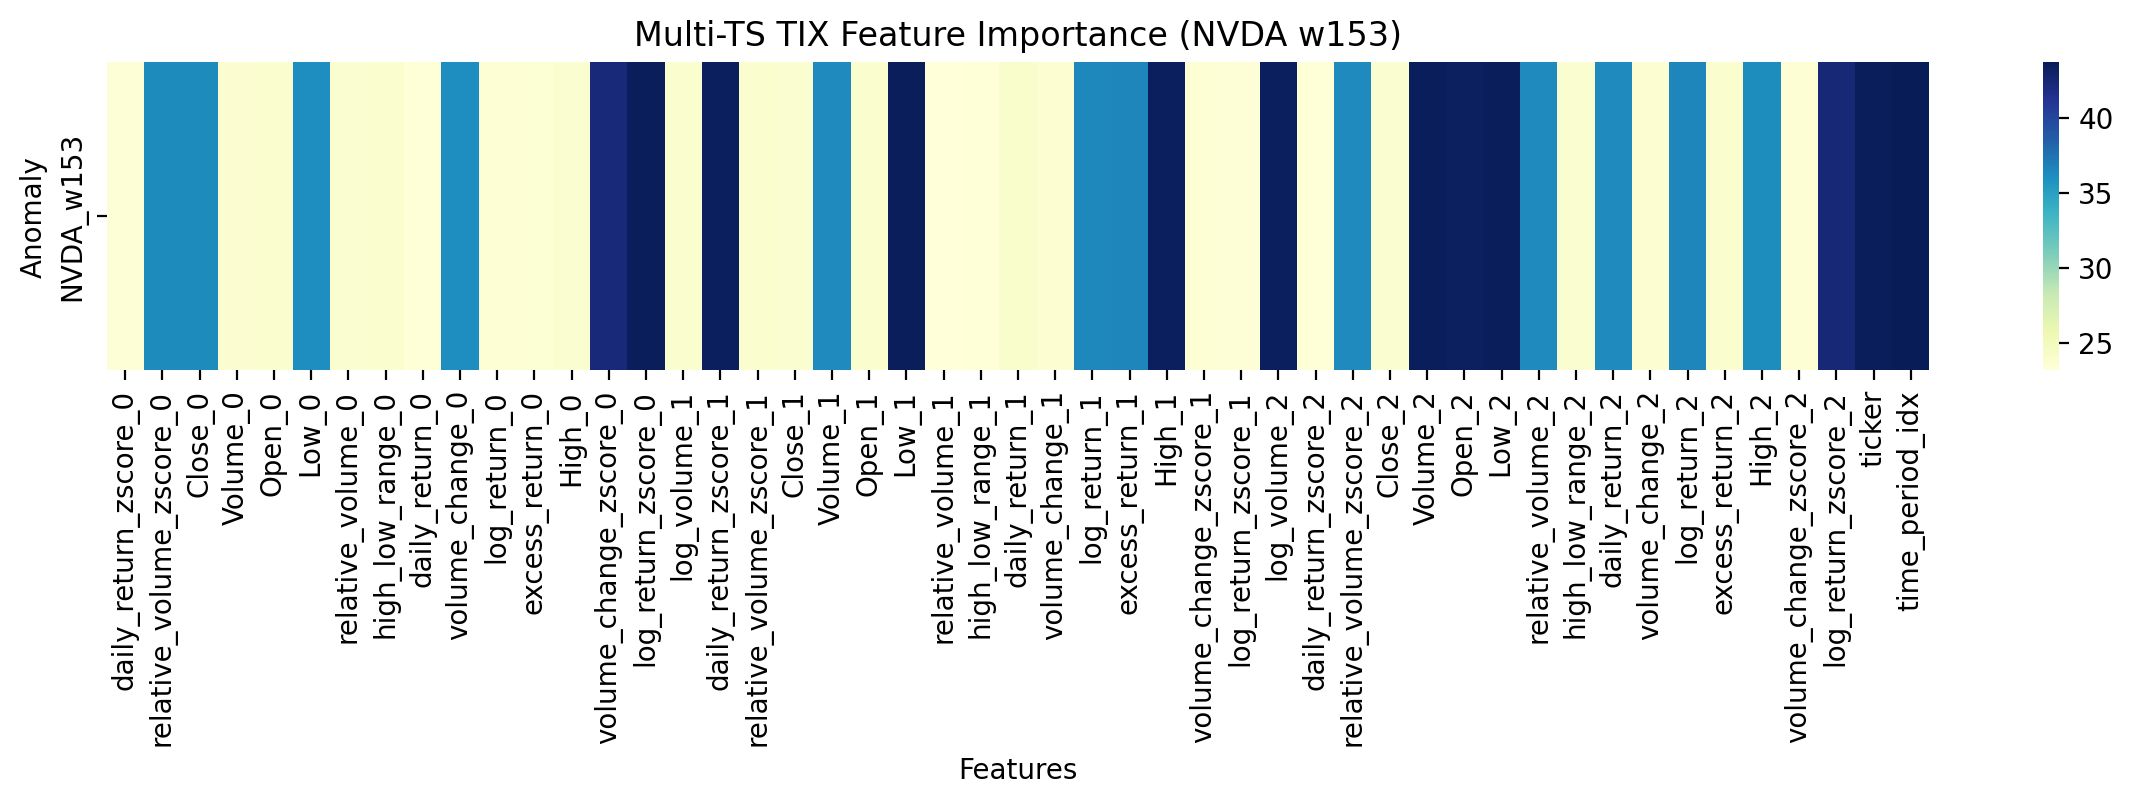 Multi-TS TIX Feature Importance (NVDA w153)
Anomaly
NVDA_w153
40
35
30
25
daily_return_zscore_0
relative_volume_zscore_0
Close_0
Volume_0
Open_0
Low_0
relative_volume_0
high_low_range_0
daily_return_0
volume_change_0
log_return_0
excess_return_0
High_0
volume_change_zscore_0
log_return_zscore_0
log_volume_1
daily_return_zscore_1
relative_volume_zscore_1
Close_1
Volume_1
Open_1
Low_1
relative_volume_1
high_low_range_1
daily_return_1
volume_change_1
log_return_1
excess_return_1
High_1
volume_change_zscore_1
log_return_zscore_1
log_volume_2
daily_return_zscore_2
relative_volume_zscore_2
Close_2
Volume_2
Open_2
Low_2
relative_volume_2
high_low_range_2
daily_return_2
volume_change_2
log_return_2
excess_return_2
High_2
volume_change_zscore_2
log_return_zscore_2
ticker
time_period_idx
Features